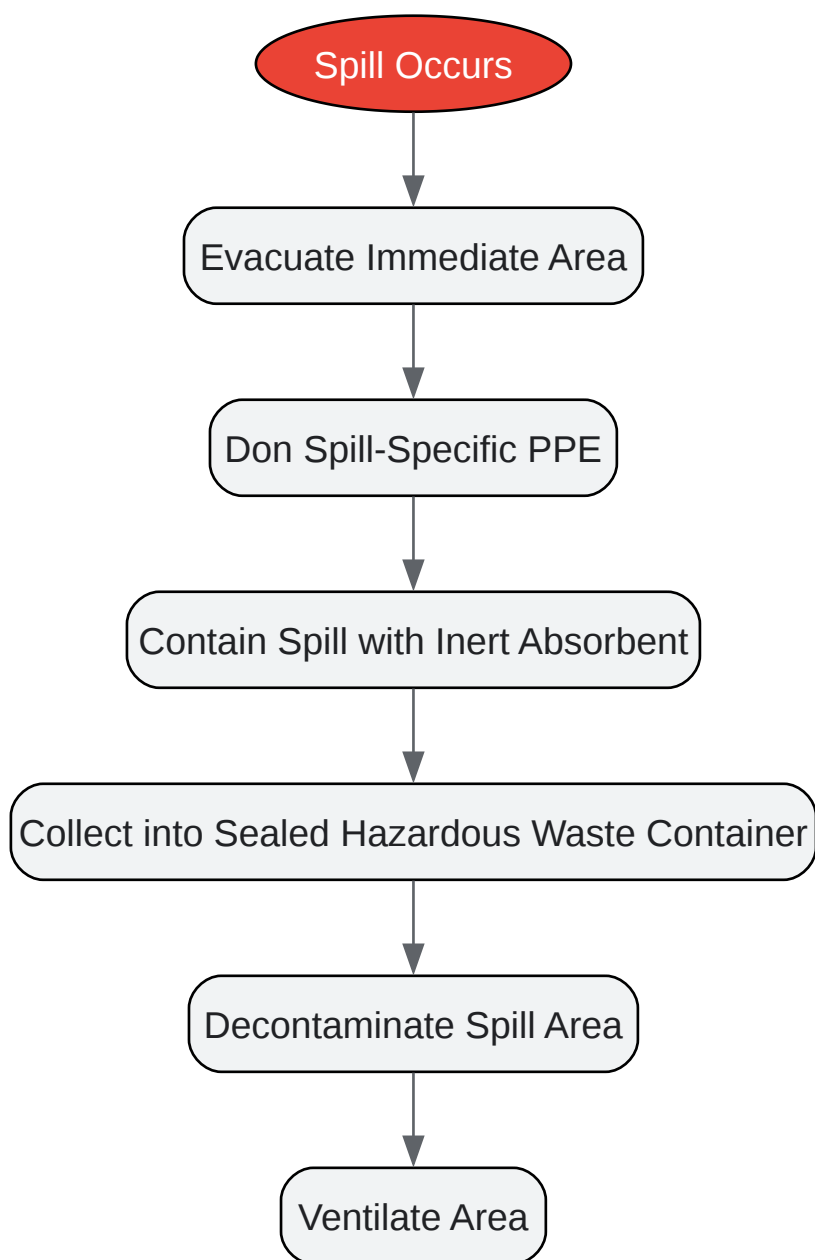 Spill Occurs
Evacuate Immediate Area
Don Spill-Specific PPE
Contain Spill with Inert Absorbent
Collect into Sealed Hazardous Waste Container
Decontaminate Spill Area
Ventilate Area